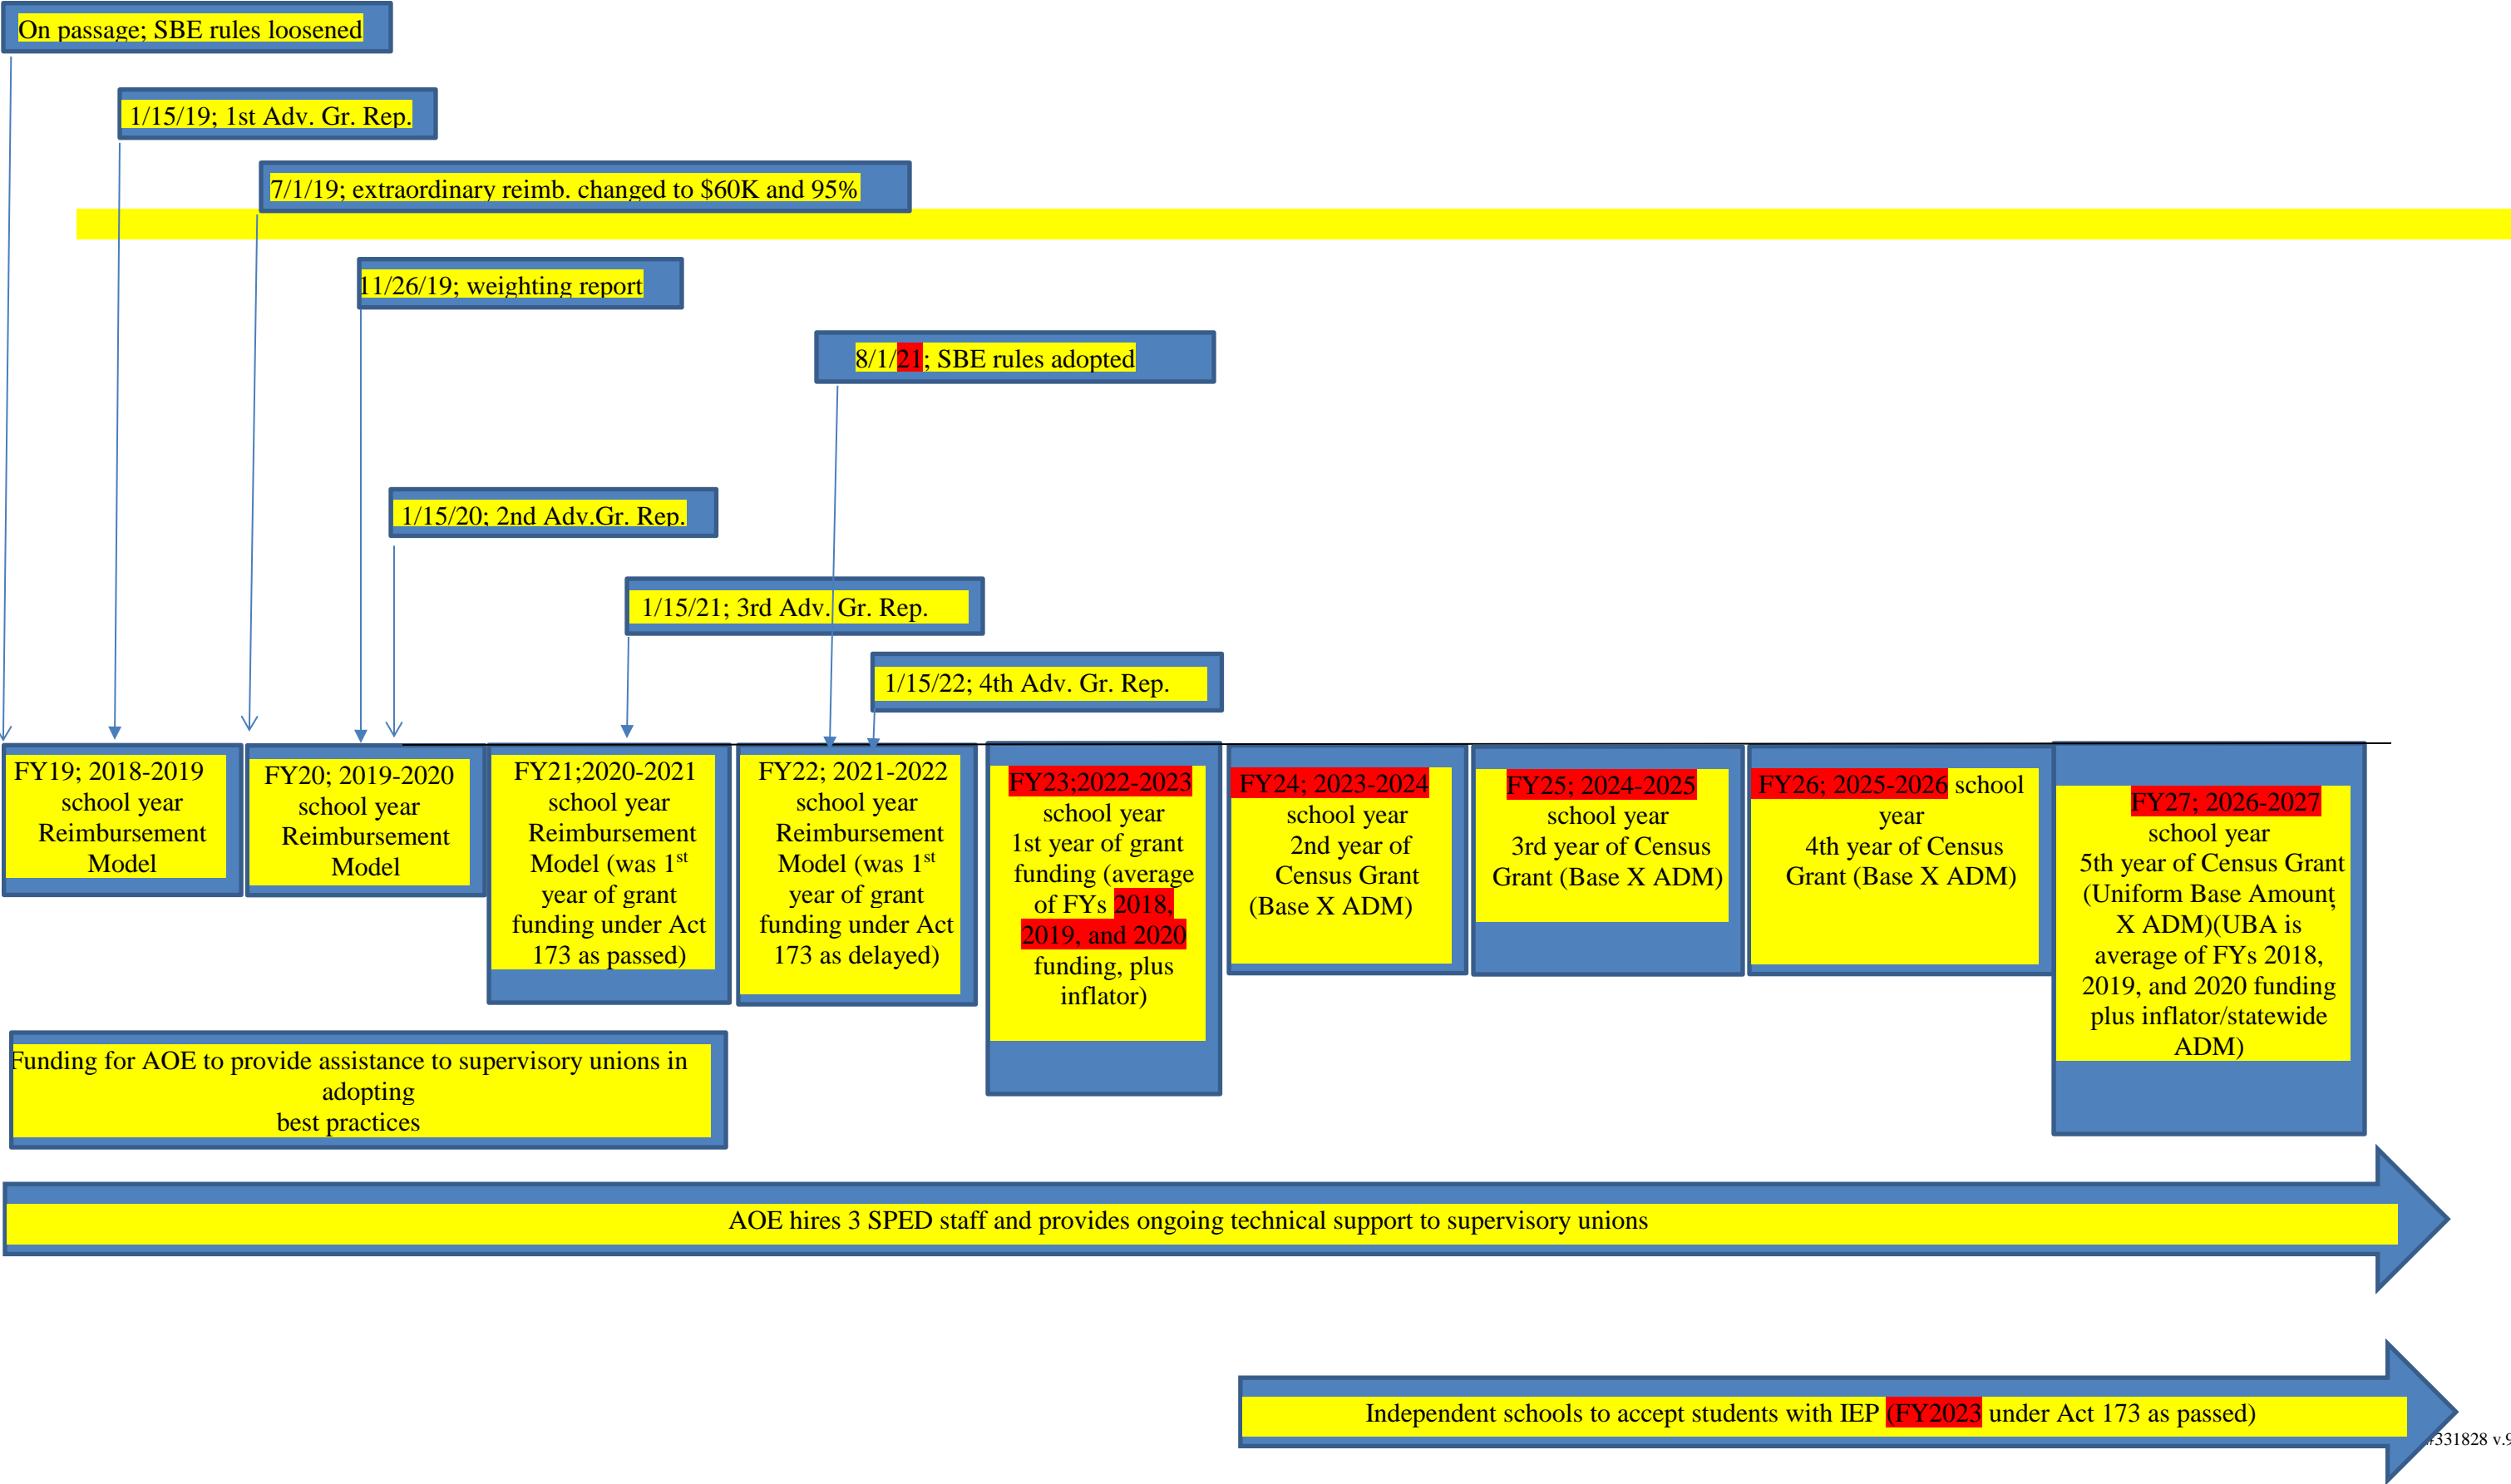 On passage; SBE rules loosened
1/15/19; 1st Adv. Gr. Rep.
7/1/19; extraordinary reimb. changed to $60K and 95%
11/26/19; weighting report
8/1/21; SBE rules adopted
1/15/20; 2nd Adv.Gr. Rep.
1/15/21; 3rd Adv. Gr. Rep.
1/15/22; 4th Adv. Gr. Rep.
FY19; 2018-2019
school year
Reimbursement
Model
FY20; 2019-2020
school year
Reimbursement
Model
FY21;2020-2021
school year
Reimbursement
Model (was 1st
year of grant
funding under Act
173 as passed)
FY22; 2021-2022
school year
Reimbursement
Model (was 1st
year of grant
funding under Act
173 as delayed)
FY23;2022-2023
school year
1st year of grant
funding (average
of FYs 2018,
2019, and 2020
funding, plus
inflator)
FY24; 2023-2024
school year
2nd year of
Census Grant
(Base X ADM)
FY25; 2024-2025
school year
3rd year of Census
Grant (Base X ADM)
FY26; 2025-2026 school
year
4th year of Census
Grant (Base X ADM)
FY27; 2026-2027
school year
5th year of Census Grant
(Uniform Base Amount,
X ADM)(UBA is
average of FYs 2018,
2019, and 2020 funding
plus inflator/statewide
ADM)
Funding for AOE to provide assistance to supervisory unions in
adopting
best practices
AOE hires 3 SPED staff and provides ongoing technical support to supervisory unions
Independent schools to accept students with IEP (FY2023 under Act 173 as passed)
#331828 v.9